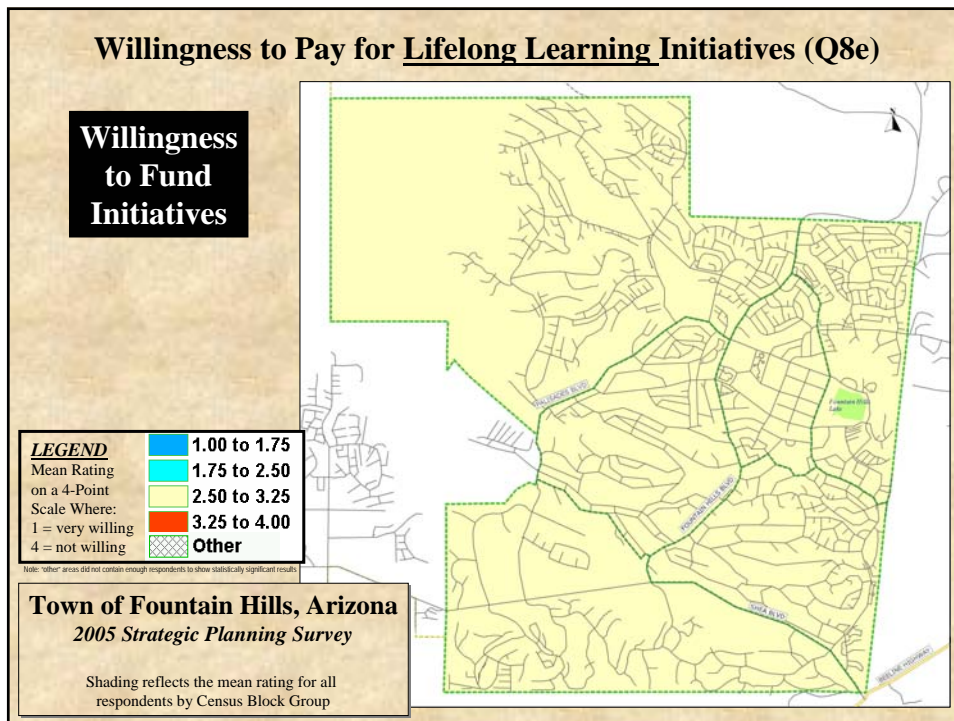 Willingness to Pay for Lifelong Learning Initiatives (Q8e)
Willingness
to Fund
Initiatives
PALISADES BLVD
Fountain Hills
Lake
FOUNTAIN HILLS BLVD
SHEA BLVD
BEELINE HIGHWAY
LEGEND
Mean Rating
on a 4-Point
Scale Where:
1 = very willing
4 = not willing
1.00 to 1.75
1.75 to 2.50
2.50 to 3.25
3.25 to 4.00
Other
Note: "other" areas did not contain enough respondents to show statistically significant results.
Town of Fountain Hills, Arizona
2005 Strategic Planning Survey
Shading reflects the mean rating for all
respondents by Census Block Group